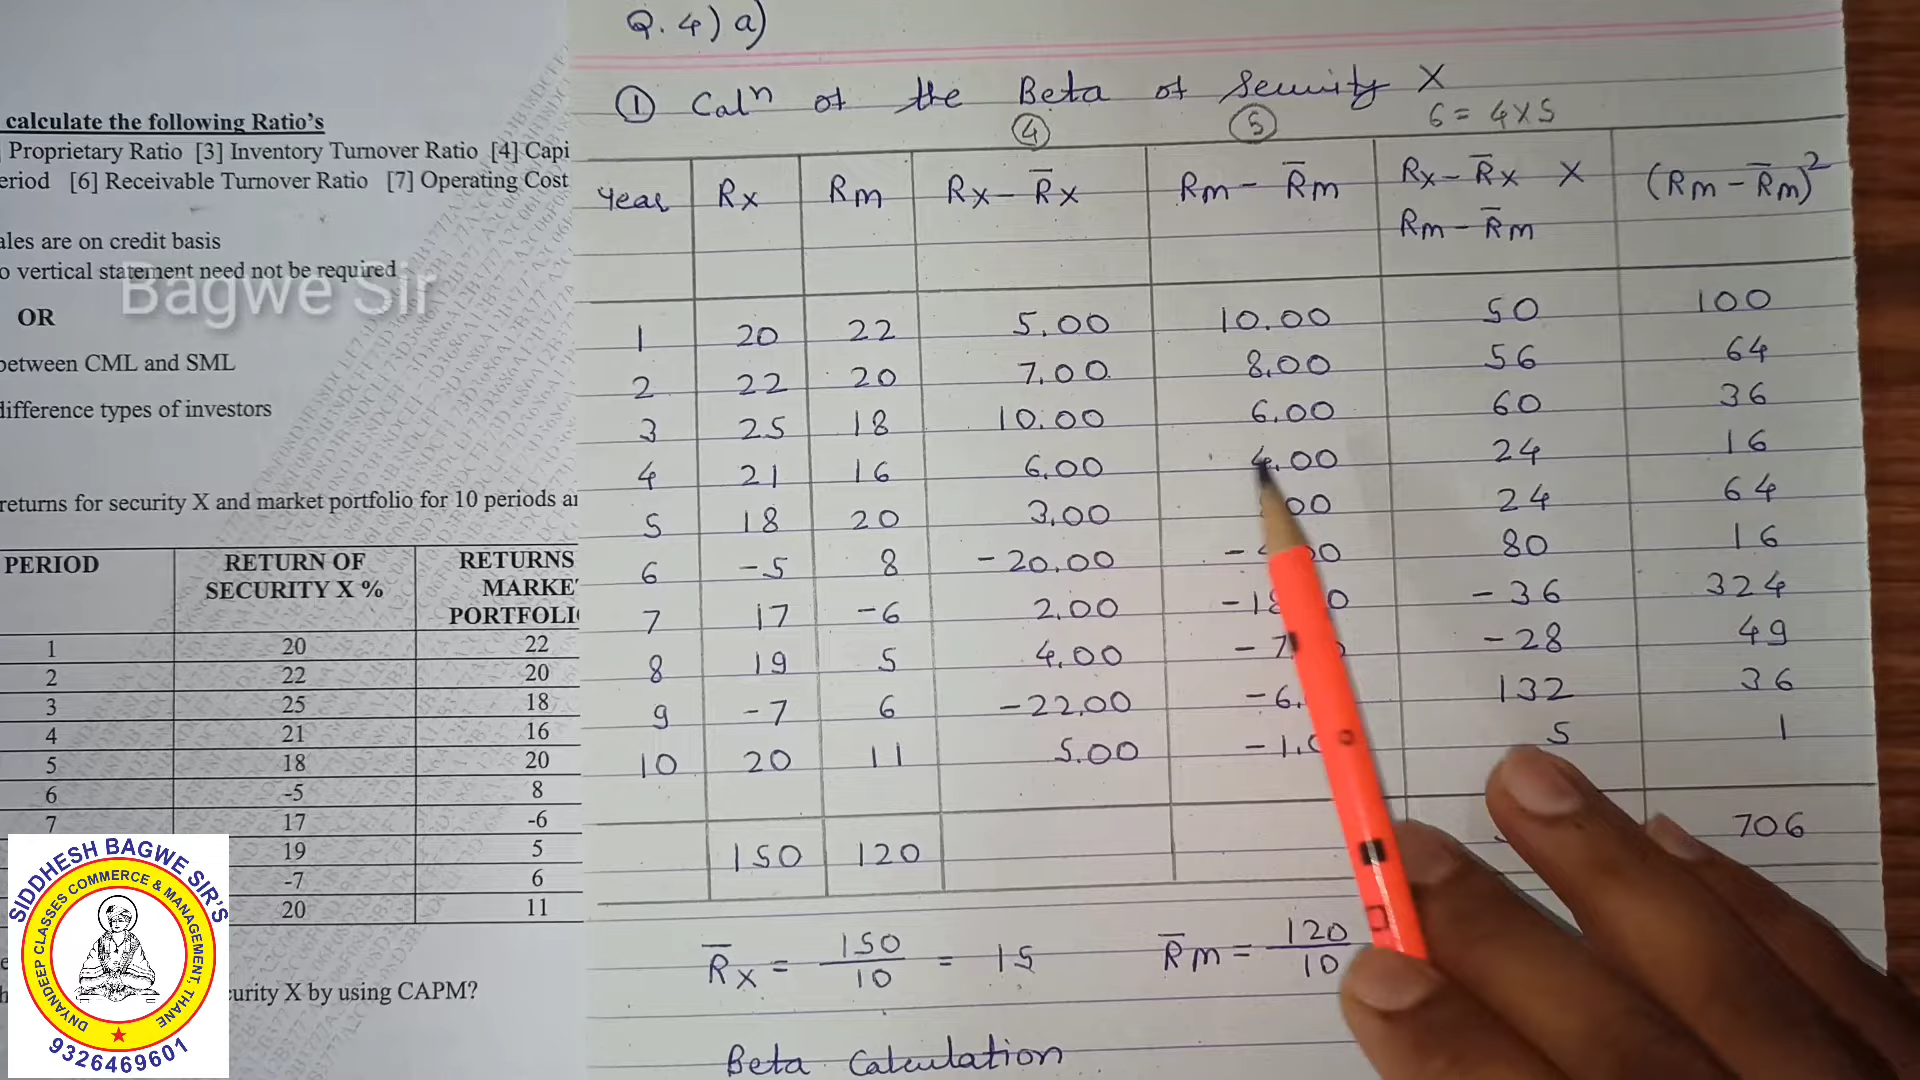 calculate the following Ratio's
Proprietary Ratio [3] Inventory Turnover Ratio [4] Capi
eriod [6] Receivable Turnover Ratio [7] Operating Cost
ales are on credit basis
o vertical statement need not be required
Bagwe Sir
OR
between CML and SML
difference types of investors
returns for security X and market portfolio for 10 periods
PERIOD RETURN OF SECURITY X % RETURNS MARKE PORTFOLI
1 20 22
2 22 20
3 25 18
4 21 16
5 18 20
6 -5 8
7 17 -6
19 5
-7 6
20 11
curity X by using CAPM?
SIDDHESH BAGWE SIR'S
DNYANDEEP CLASSES COMMERCE & MANAGEMENT, THANE
9326469601
Q. 4) a)
① Calⁿ of the Beta of Security X
④ ⑤ 6 = 4X5
Year Rx Rm Rx - R̄x Rm - R̄m Rx - R̄x X Rm - R̄m (Rm - R̄m)²
1 20 22 5.00 10.00 50 100
2 22 20 7.00 8.00 56 64
3 25 18 10.00 6.00 60 36
4 21 16 6.00 4.00 24 16
5 18 20 3.00 .00 24 64
6 -5 8 -20.00 80 16
7 17 -6 2.00 -36 324
8 19 5 4.00 -28 49
9 -7 6 -22.00 -6. 132 36
10 20 11 5.00 -1. 5 1
150 120 706
R̄x = 150/10 = 15 R̄m = 120/10
Beta Calculation